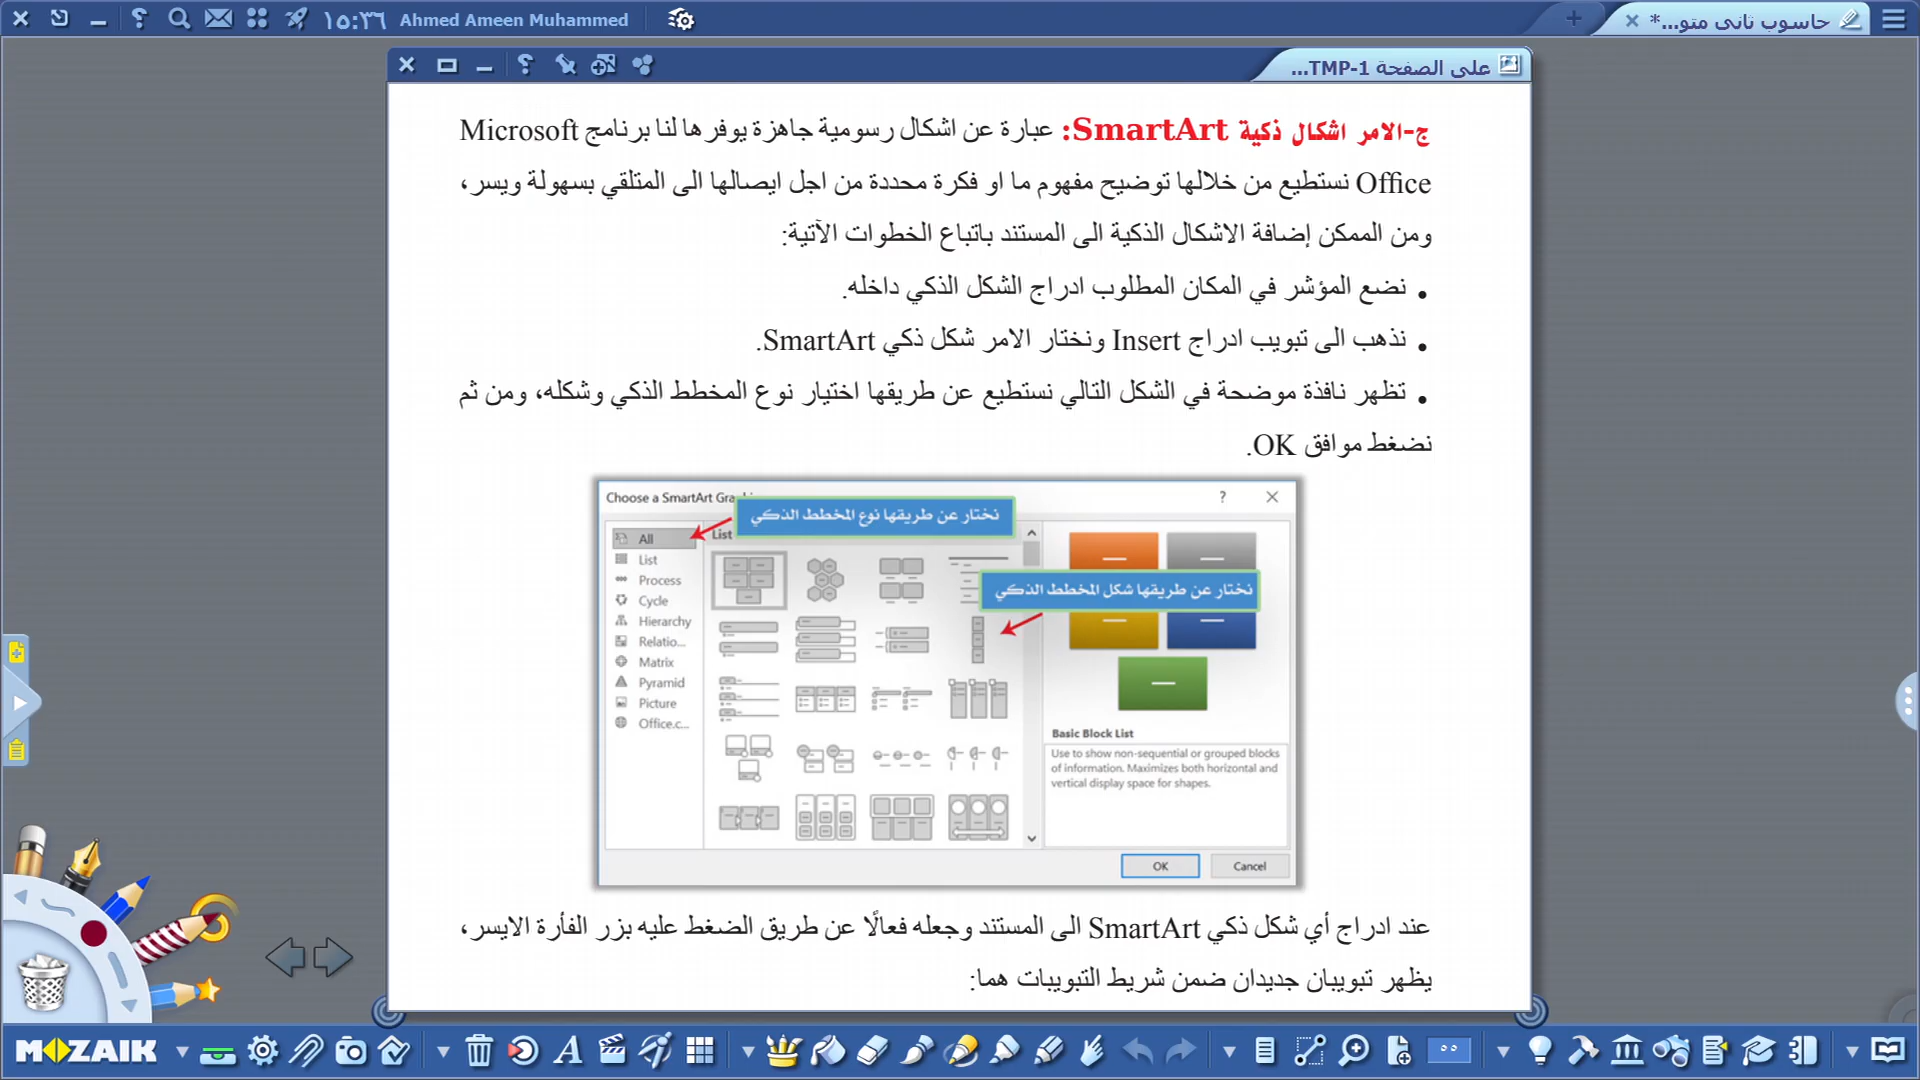 حاسوب ثانى متو...*
Ahmed Ameen Muhammed
١٥:٣٦
على الصفحة TMP-1...
ج-الامر اشكال ذكية SmartArt: عبارة عن اشكال رسومية جاهزة يوفرها لنا برنامج Microsoft
Office نستطيع من خلالها توضيح مفهوم ما او فكرة محددة من اجل ايصالها الى المتلقي بسهولة ويسر،
ومن الممكن إضافة الاشكال الذكية الى المستند باتباع الخطوات الآتية:
• نضع المؤشر في المكان المطلوب ادراج الشكل الذكي داخله.
• نذهب الى تبويب ادراج Insert ونختار الامر شكل ذكي SmartArt.
• تظهر نافذة موضحة في الشكل التالي نستطيع عن طريقها اختيار نوع المخطط الذكي وشكله، ومن ثم
نضغط موافق OK.
Choose a SmartArt
نختار عن طريقها نوع المخطط الذكي
All
List
List
Process
Cycle
Hierarchy
Relatio...
Matrix
Pyramid
Picture
Office.c...
نختار عن طريقها شكل المخطط الذكي
Basic Block List
Use to show non-sequential or grouped blocks
of information. Maximizes both horizontal and
vertical display space for shapes.
OK
Cancel
عند ادراج أي شكل ذكي SmartArt الى المستند وجعله فعالًا عن طريق الضغط عليه بزر الفأرة الايسر،
يظهر تبويبان جديدان ضمن شريط التبويبات هما:
MOZAIK